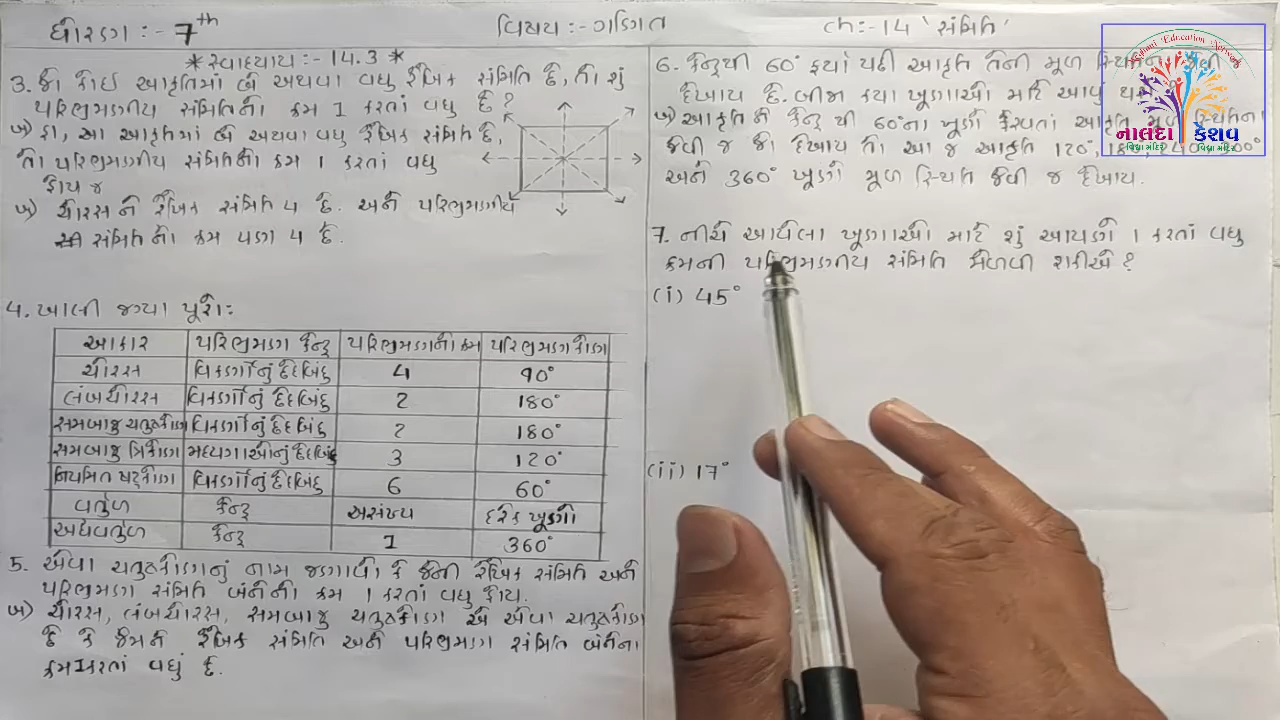 ધોરણ :- 7th
વિષય :- ગણિત
ch:- 14 'સંમિતિ'
*સ્વાધ્યાય :- 14.3 *
3. જો કોઈ આકૃતિમાં બે અથવા વધુ રૈખિક સંમિતિ છે, તો શું
પરિભ્રમણીય સંમિતિનો ક્રમ 1 કરતાં વધુ છે?
જ) હા, આ આકૃતિમાં બે અથવા વધુ રૈખિક સંમિતિ છે,
તો પરિભ્રમણીય સંમિતિનો ક્રમ 1 કરતાં વધુ
હોય જ
જ) ચોરસ ને રૈખિક સંમિતિ 4 છે. અને પરિભ્રમણીય
સંમિતિનો ક્રમ પણ 4 છે.
4. ખાલી જગ્યા પૂરો:
આકાર પરિભ્રમણ કેન્દ્ર પરિભ્રમણનો ક્રમ પરિભ્રમણકોણ
ચોરસ વિકર્ણોનું છેદબિંદુ 4 90°
લંબચોરસ વિકર્ણોનું છેદબિંદુ 2 180°
સમબાજુ ચતુષ્કોણ વિકર્ણોનું છેદબિંદુ 2 180°
સમબાજુ ત્રિકોણ મધ્યગાઓનું છેદબિંદુ 3 120°
નિયમિત ષટ્કોણ વિકર્ણોનું છેદબિંદુ 6 60°
વર્તુળ કેન્દ્ર અસંખ્ય દરેક ખૂણો
અર્ધવર્તુળ કેન્દ્ર 1 360°
5. એવા ચતુષ્કોણનું નામ જણાવો કે જેની રૈખિક સંમિતિ અને
પરિભ્રમણ સંમિતિ બંનેનો ક્રમ 1 કરતાં વધુ હોય.
જ) ચોરસ, લંબચોરસ, સમબાજુ ચતુષ્કોણ એ એવા ચતુષ્કોણ
છે કે જેમને રૈખિક સંમિતિ અને પરિભ્રમણ સંમિતિ બંનેના
ક્રમ 1 કરતાં વધું છે.
6. કેન્દ્રથી 60° ફર્યા પછી આકૃતિ તેની મૂળ
દેખાય છે. બીજા કયા ખૂણાઓ માટે આવું
જ) આકૃતિ ને કેન્દ્ર થી 60°ના ખૂણે ફેરવતાં આકૃતિ મૂળ સ્થિતિના
જેવી જ જો દેખાય તો આ જ આકૃતિ 120°,
અને 360° ખૂણે મૂળ સ્થિતિ જેવી જ દેખાય.
7. નીચે આપેલા ખૂણાઓ માટે શું આપણે 1 કરતાં વધુ
ક્રમની પરિભ્રમણીય સંમિતિ મેળવી શકીએ?
(i) 45°
(ii) 17°
Education Network
નાલંદા કેશવ
વિદ્યા મંદિર વિદ્યા મંદિર